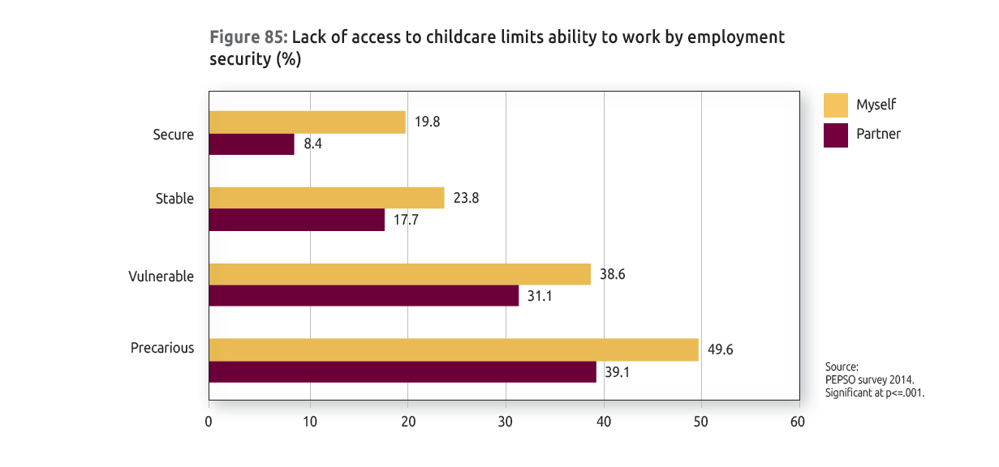 Figure 85: Lack of access to childcare limits ability to work by employment
security (%)
Myself
Partner
Secure
19.8
8.4
Stable
23.8
17.7
Vulnerable
38.6
31.1
Precarious
49.6
39.1
Source:
PEPSO survey 2014.
Significant at p<=.001.
0 10 20 30 40 50 60